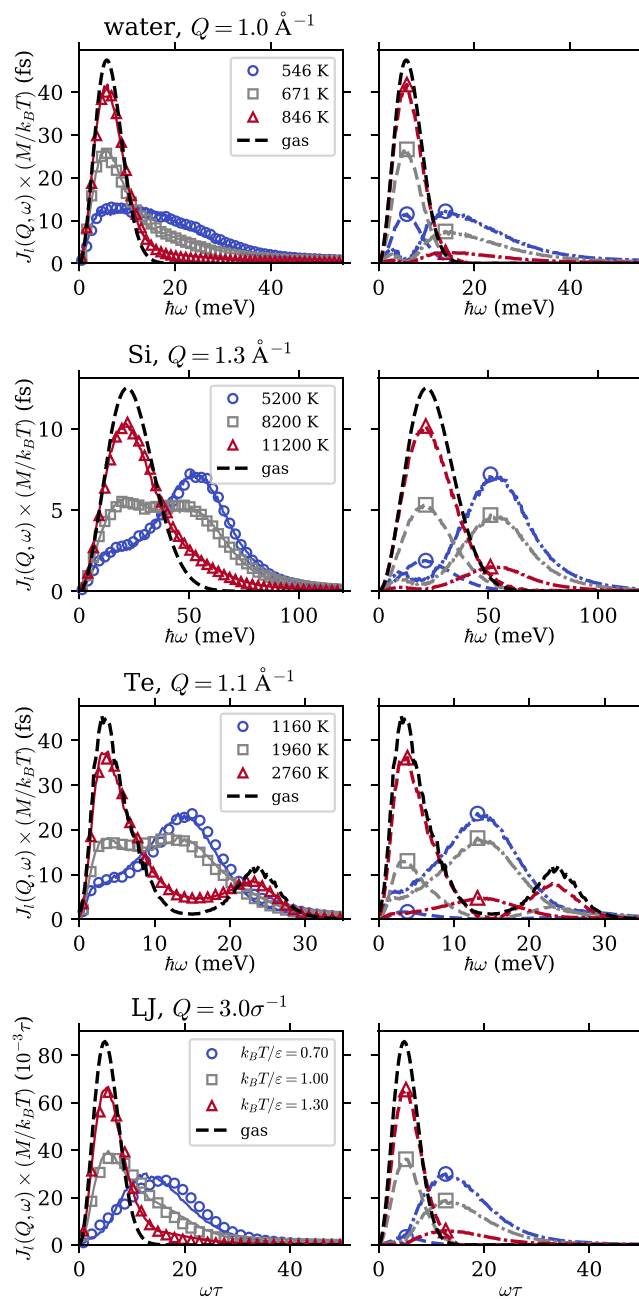 water, Q = 1.0 Å⁻¹
J_l(Q, ω) × (M/k_BT) (fs)
40
30
20
10
0
546 K
671 K
846 K
gas
0 20 40
ℏω (meV)
0 20 40
ℏω (meV)
Si, Q = 1.3 Å⁻¹
J_l(Q, ω) × (M/k_BT) (fs)
10
5
0
5200 K
8200 K
11200 K
gas
0 50 100
ℏω (meV)
0 50 100
ℏω (meV)
Te, Q = 1.1 Å⁻¹
J_l(Q, ω) × (M/k_BT) (fs)
40
30
20
10
0
1160 K
1960 K
2760 K
gas
0 10 20 30
ℏω (meV)
0 10 20 30
ℏω (meV)
LJ, Q = 3.0σ⁻¹
J_l(Q, ω) × (M/k_BT) (10⁻³τ)
80
60
40
20
0
k_BT/ε = 0.70
k_BT/ε = 1.00
k_BT/ε = 1.30
gas
0 20 40
ωτ
0 20 40
ωτ